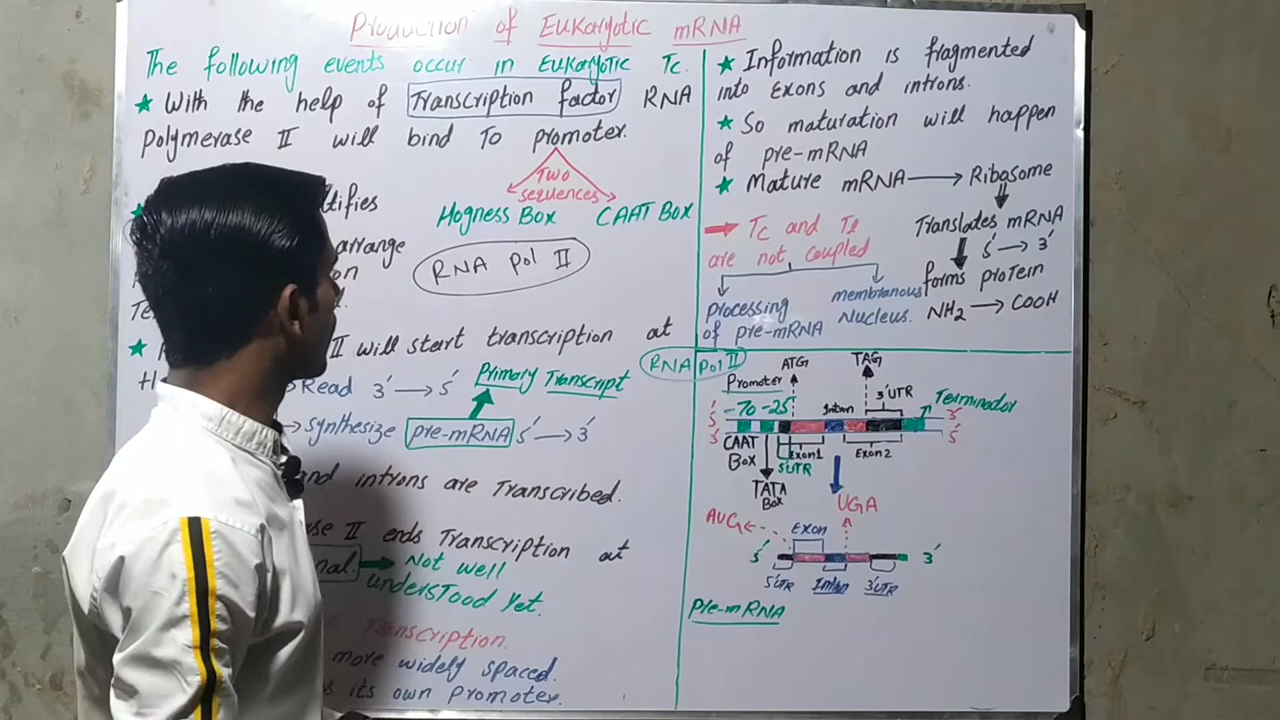 Production of Eukaryotic mRNA
The following events occur in Eukaryotic Tc.
★ With the help of Transcription factor RNA
Polymerase II will bind To promoter.
Two
sequences
Hogness Box CAAT Box
tifies
arrange
on
Te
RNA Pol II
★ II will start transcription at
H
Read 3′ → 5′
Primary Transcript
→ Synthesize pre-mRNA 5′ → 3′
and introns are Transcribed.
ase II ends Transcription at
nal → Not well
understood yet.
Transcription.
more widely spaced.
s its own promoter.
★ Information is fragmented
into Exons and introns.
★ So maturation will happen
of pre-mRNA
★ Mature mRNA → Ribosome
Translates mRNA
5′ → 3′
forms protein
NH2 → COOH
→ Tc and Tl
are not coupled
processing
of pre-mRNA
membranous
Nucleus.
RNA Pol II
ATG
TAG
Promoter
3′UTR
-70 -25
Intron
Terminator
5′
3′
3′
5′
CAAT
Box
Exon1
Exon2
5′UTR
TATA
Box
UGA
AUG
Exon
5′
3′
5′UTR
Intron
3′UTR
Pre-mRNA